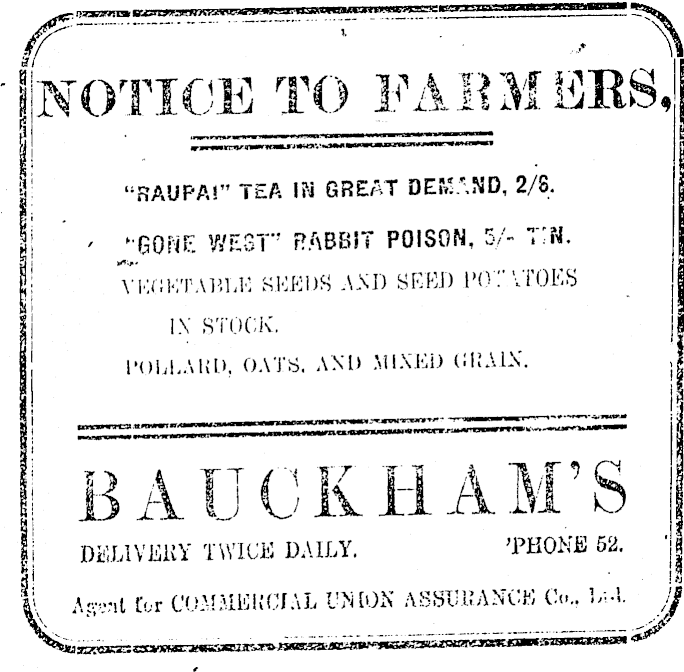 NOTICE TO FARMERS,
"RAUPAI" TEA IN GREAT DEMAND, 2/8.
"GONE WEST" RABBIT POISON, 5/- TIN.
VEGETABLE SEEDS AND SEED POTATOES
IN STOCK.
POLLARD, OATS, AND MIXED GRAIN.
BAUCKHAM'S
DELIVERY TWICE DAILY. 'PHONE 52.
Agent for COMMERCIAL UNION ASSURANCE Co., Ltd.